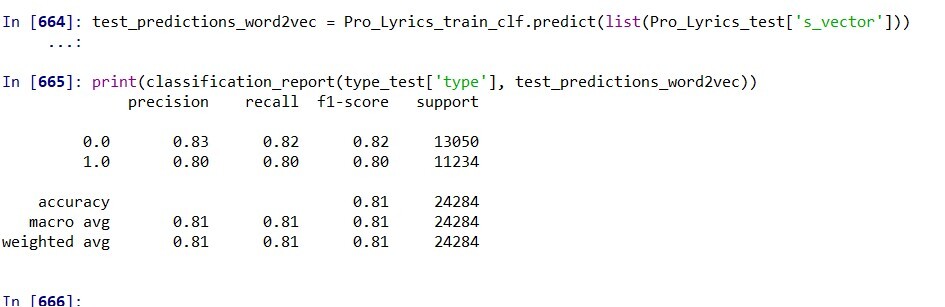 In [664]: test_predictions_word2vec = Pro_Lyrics_train_clf.predict(list(Pro_Lyrics_test['s_vector']))
...:
In [665]: print(classification_report(type_test['type'], test_predictions_word2vec))
precision recall f1-score support
0.0 0.83 0.82 0.82 13050
1.0 0.80 0.80 0.80 11234
accuracy 0.81 24284
macro avg 0.81 0.81 0.81 24284
weighted avg 0.81 0.81 0.81 24284
In [666]: